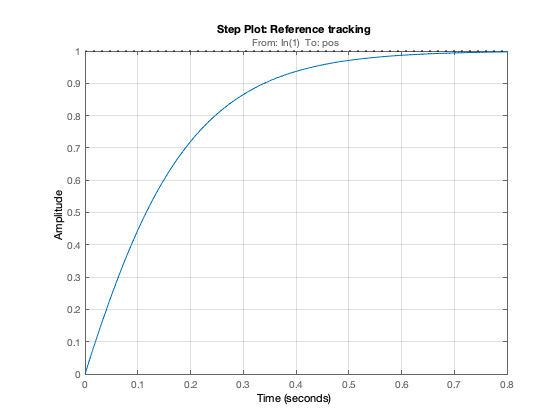 Step Plot: Reference tracking
From: In(1) To: pos
1
0.9
0.8
0.7
0.6
0.5
0.4
0.3
0.2
0.1
0
Amplitude
0 0.1 0.2 0.3 0.4 0.5 0.6 0.7 0.8
Time (seconds)